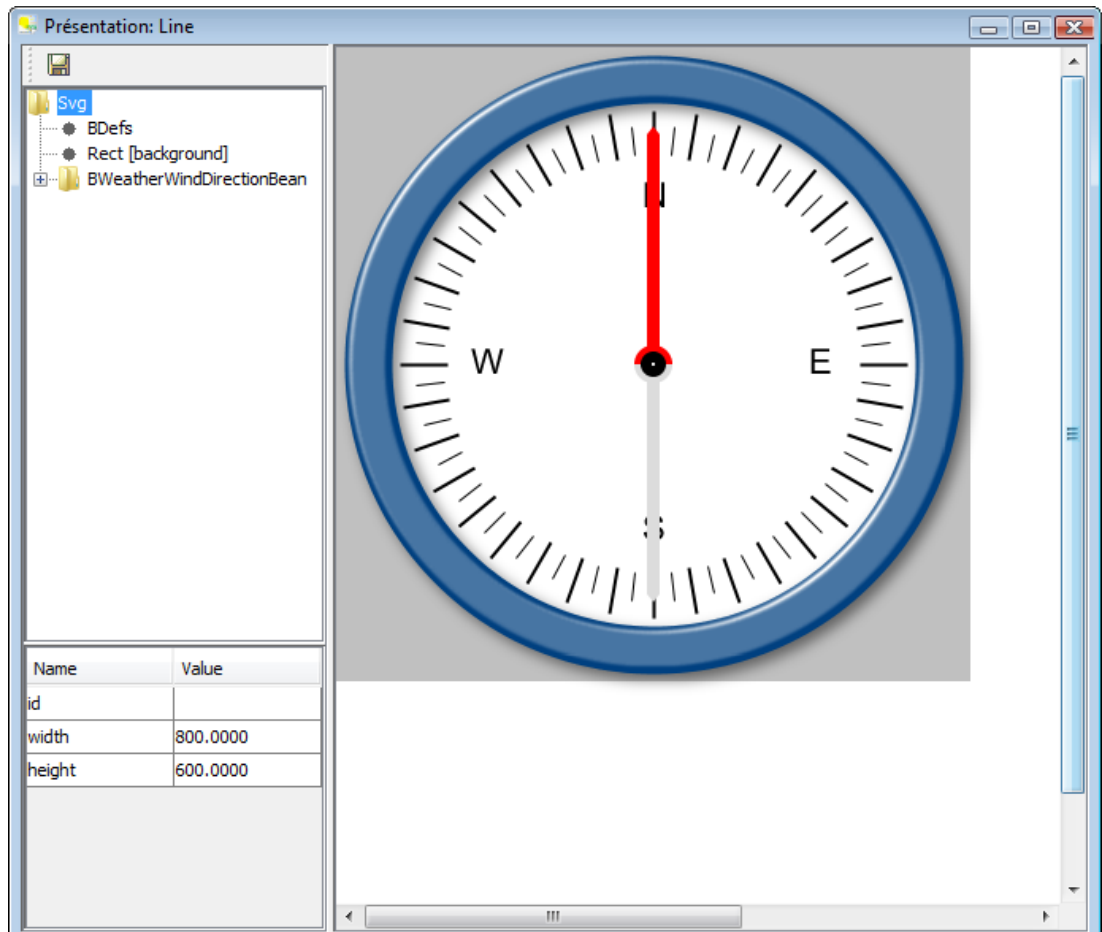 Présentation: Line
Svg
BDefs
Rect [background]
BWeatherWindDirectionBean
Name Value
id
width 800.0000
height 600.0000
N
W E
S